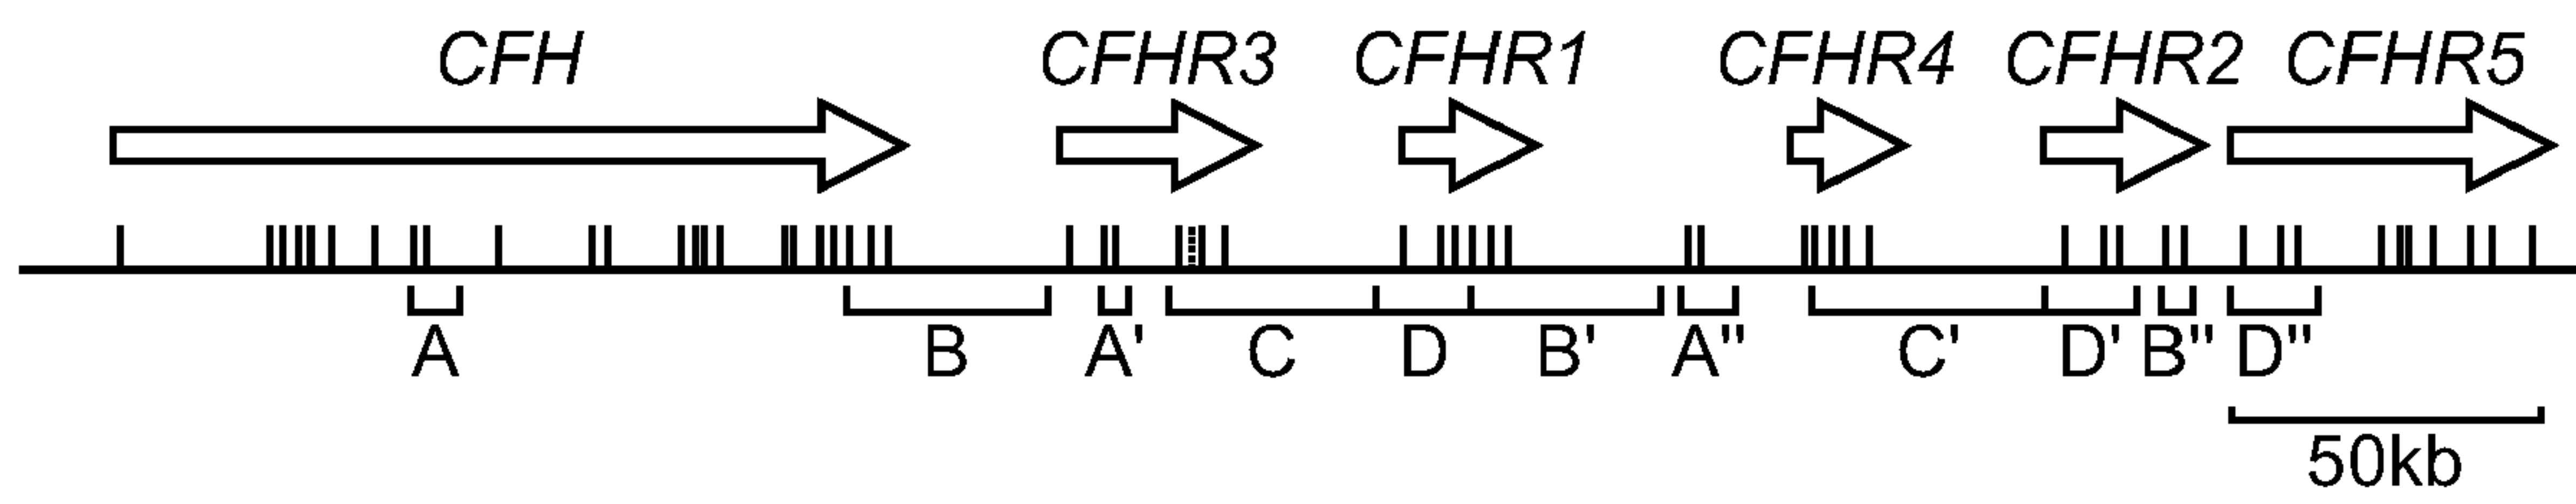 CFH CFHR3 CFHR1 CFHR4 CFHR2 CFHR5
A B A' C D B' A" C' D' B" D"
50kb